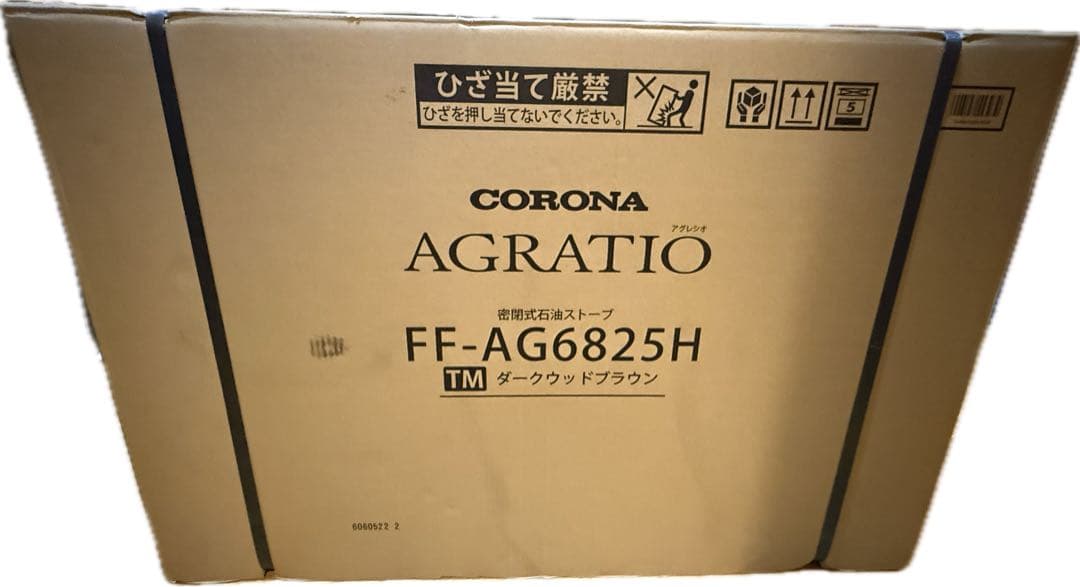 ひざ当て厳禁
ひざを押し当てないでください。
5
CORONA
アグレシオ
AGRATIO
密閉式石油ストーブ
FF-AG6825H
TM ダークウッドブラウン
6060522 2